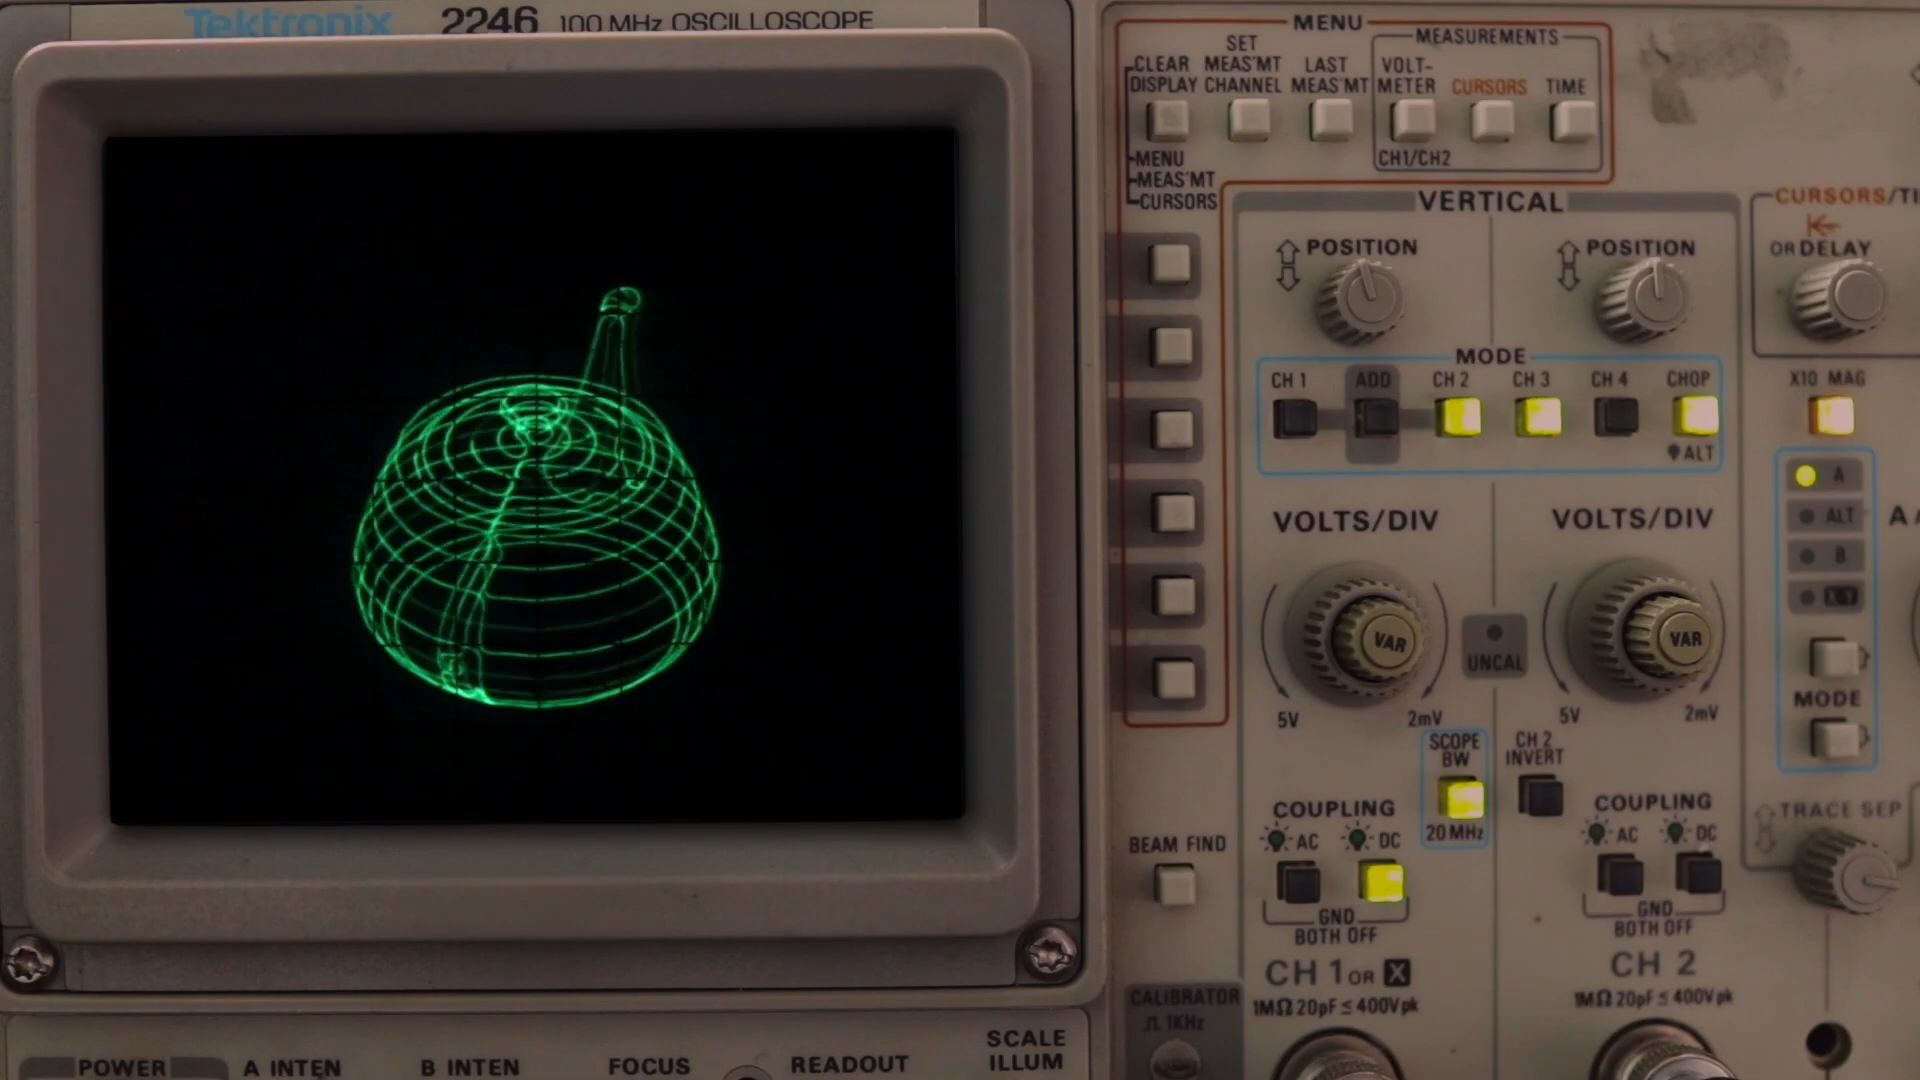 Tektronix 2246 100 MHz OSCILLOSCOPE
MENU
MEASUREMENTS
CLEAR DISPLAY
SET MEAS'MT CHANNEL
LAST MEAS'MT
VOLT-METER
CURSORS
TIME
CH1/CH2
MENU
MEAS'MT
CURSORS
VERTICAL
CURSORS/TI
POSITION
POSITION
OR DELAY
MODE
CH 1
ADD
CH 2
CH 3
CH 4
CHOP
ALT
X10 MAG
A
ALT
B
X-Y
A
VOLTS/DIV
VOLTS/DIV
VAR
VAR
UNCAL
5V
2mV
5V
2mV
MODE
SCOPE BW
20 MHz
CH 2 INVERT
COUPLING
AC
DC
GND
BOTH OFF
COUPLING
AC
DC
GND
BOTH OFF
TRACE SEP
BEAM FIND
CH 1 OR X
1MΩ 20pF ≤ 400V pk
CH 2
1MΩ 20pF ≤ 400V pk
CALIBRATOR
1KHz
POWER
A INTEN
B INTEN
FOCUS
READOUT
SCALE ILLUM